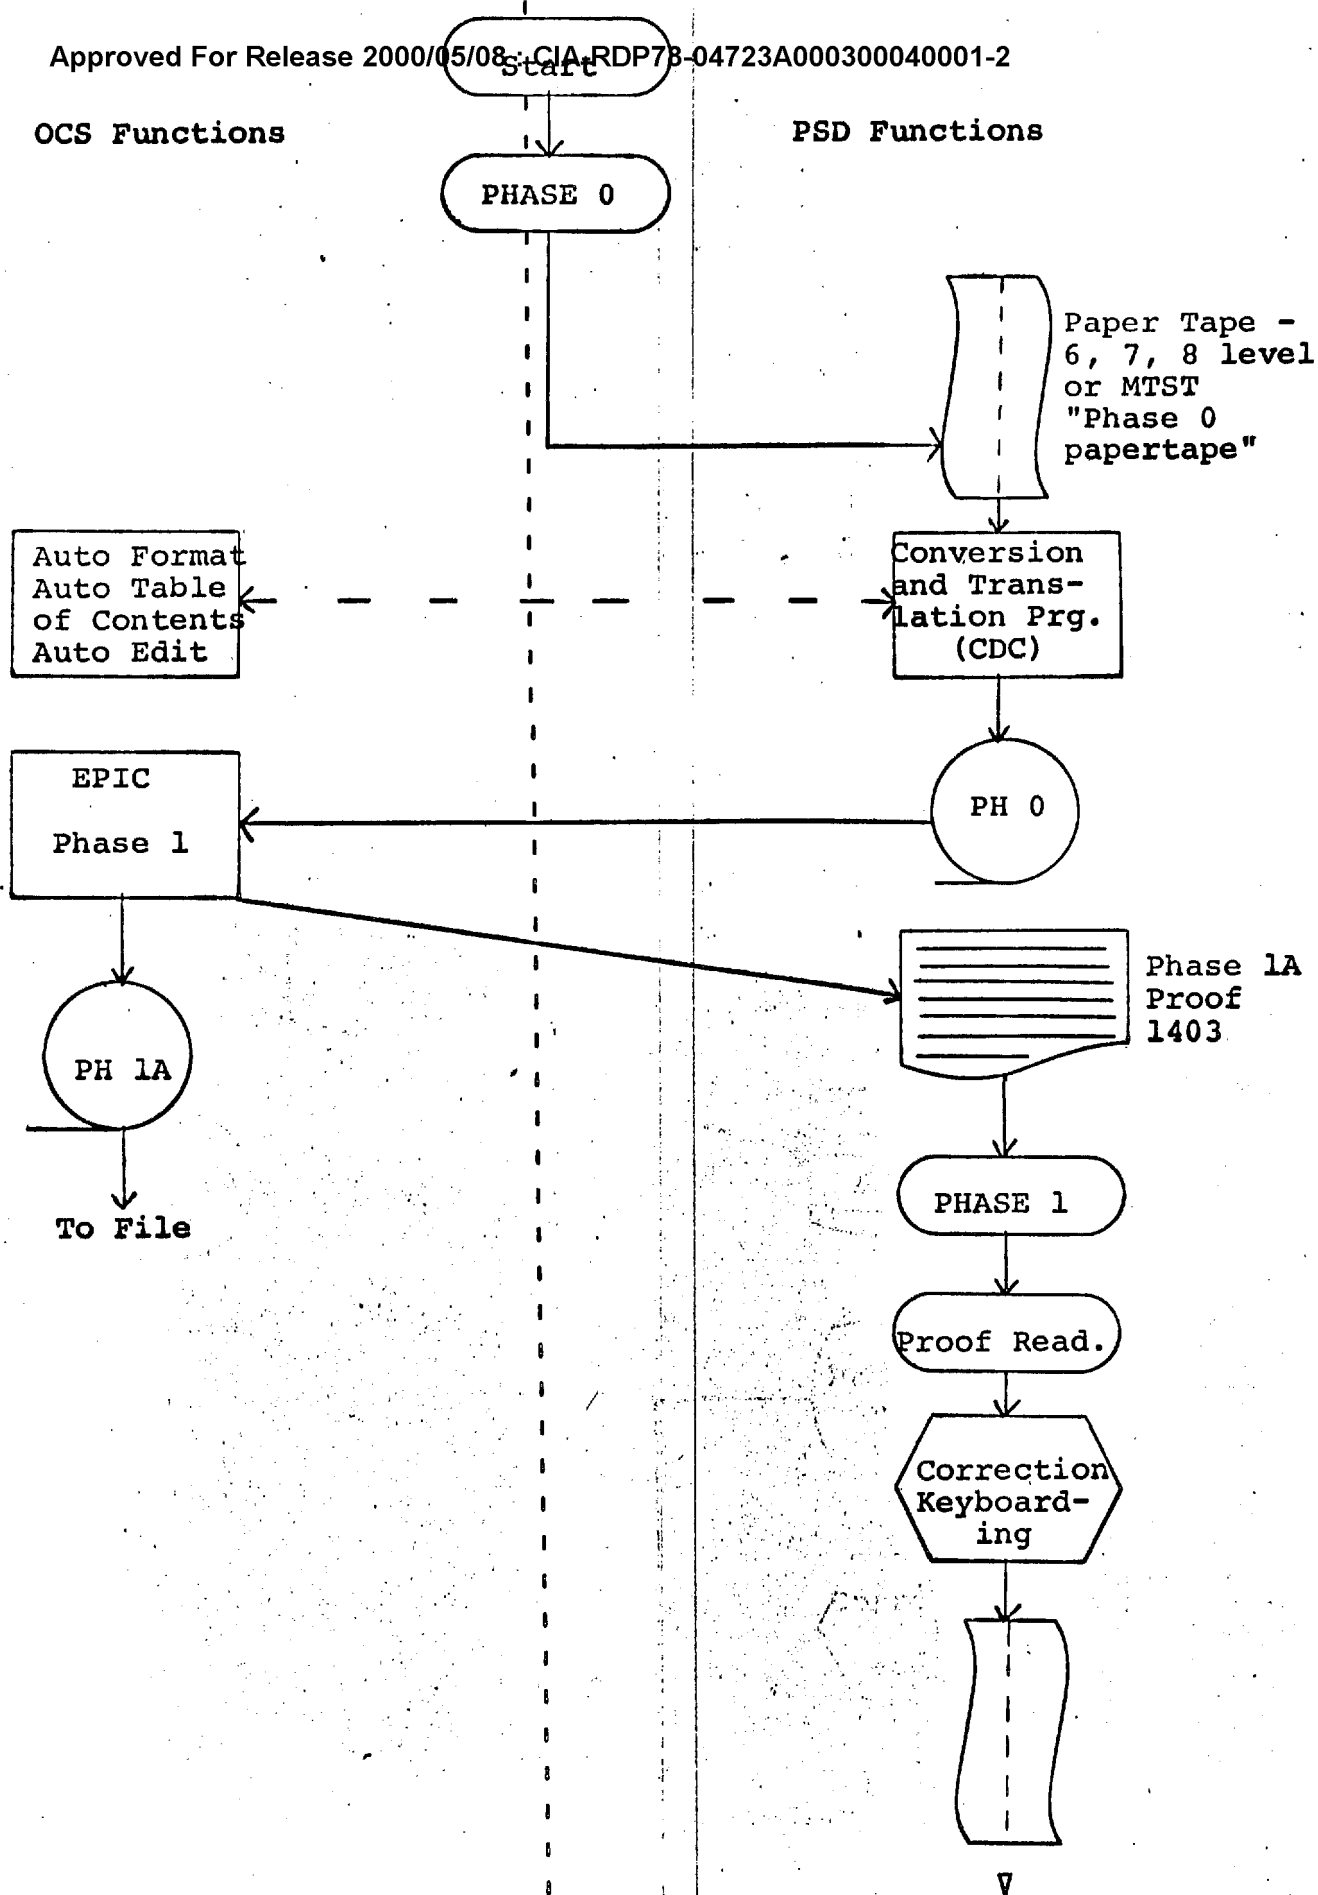 Approved For Release 2000/05/08 : CIA-RDP78-04723A000300040001-2
Start
OCS Functions
PSD Functions
PHASE 0
Paper Tape -
6, 7, 8 level
or MTST
"Phase 0
papertape"
Auto Format
Auto Table
of Contents
Auto Edit
Conversion
and Trans-
lation Prg.
(CDC)
EPIC
Phase 1
PH 0
Phase 1A
Proof
1403
PH 1A
To File
PHASE 1
Proof Read.
Correction
Keyboard-
ing